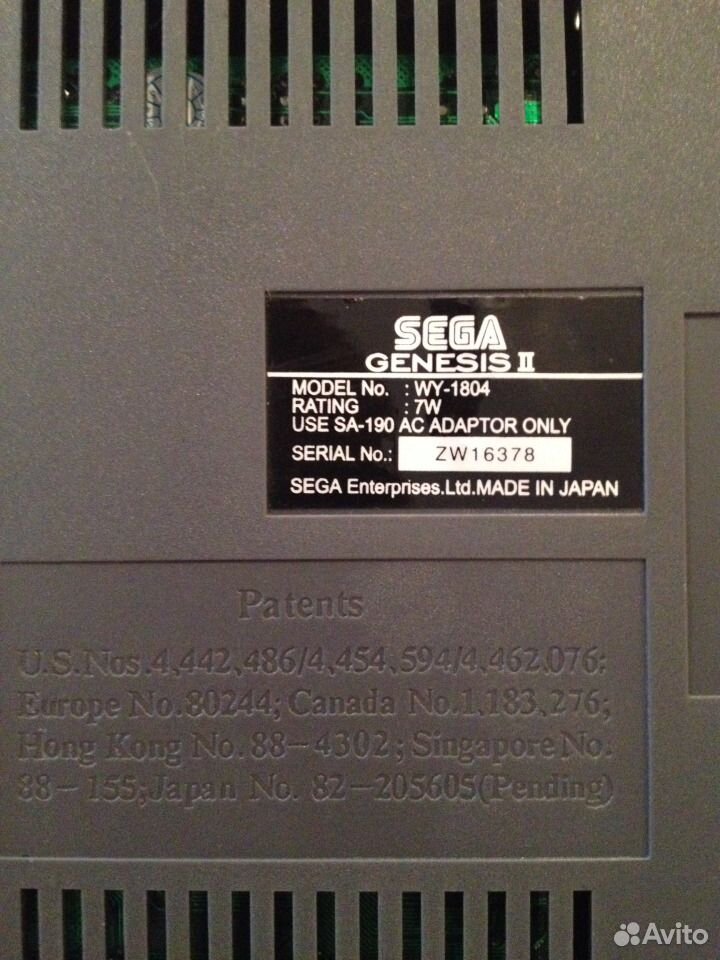 SEGA
GENESIS II
MODEL No. : WY-1804
RATING : 7W
USE SA-190 AC ADAPTOR ONLY
SERIAL No.: ZW16378
SEGA Enterprises.Ltd.MADE IN JAPAN
Patents
U.S.Nos.4,442,486/4,454,594/4,462,076;
Europe No.80244; Canada No.1,183,276;
Hong Kong No.88-4302; Singapore No.
88-155;Japan No. 82-205605(Pending)
Avito